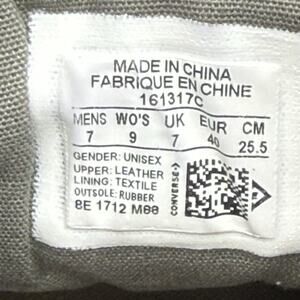 MADE IN CHINA
FABRIQUE EN CHINE
161317C
MENS WO'S UK EUR CM
7 9 7 40 25.5
GENDER: UNISEX
UPPER: LEATHER
LINING: TEXTILE
OUTSOLE: RUBBER
8E 1712 M88
CONVERSE